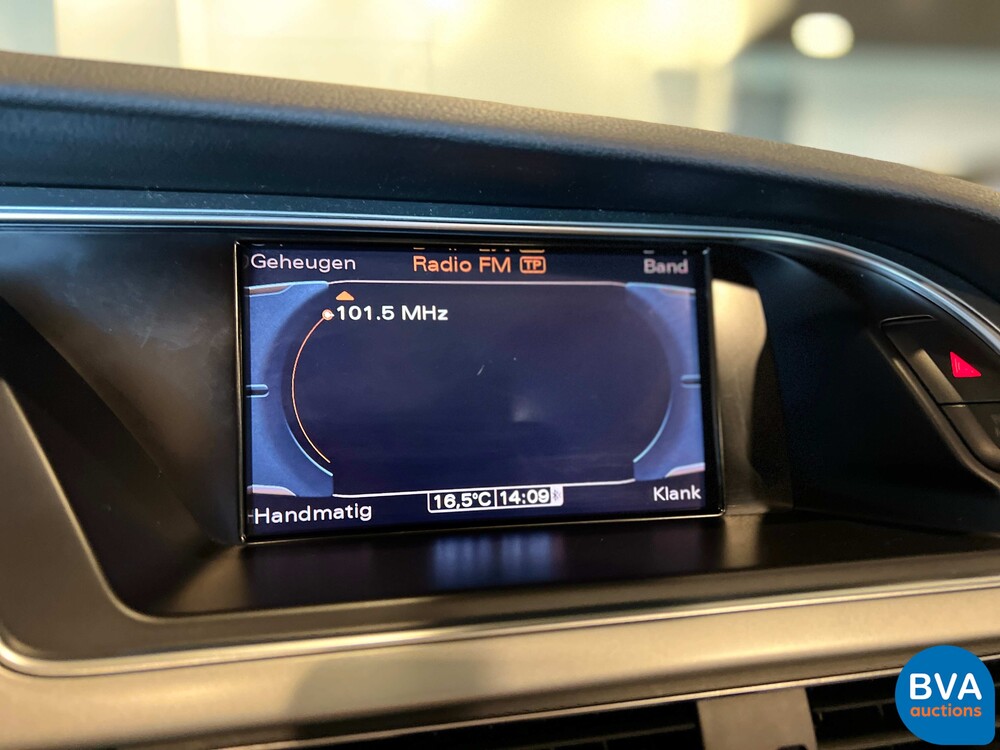 Geheugen Radio FM TP Band
101.5 MHz
Handmatig 16,5°C 14:09 Klank
BVA
auctions